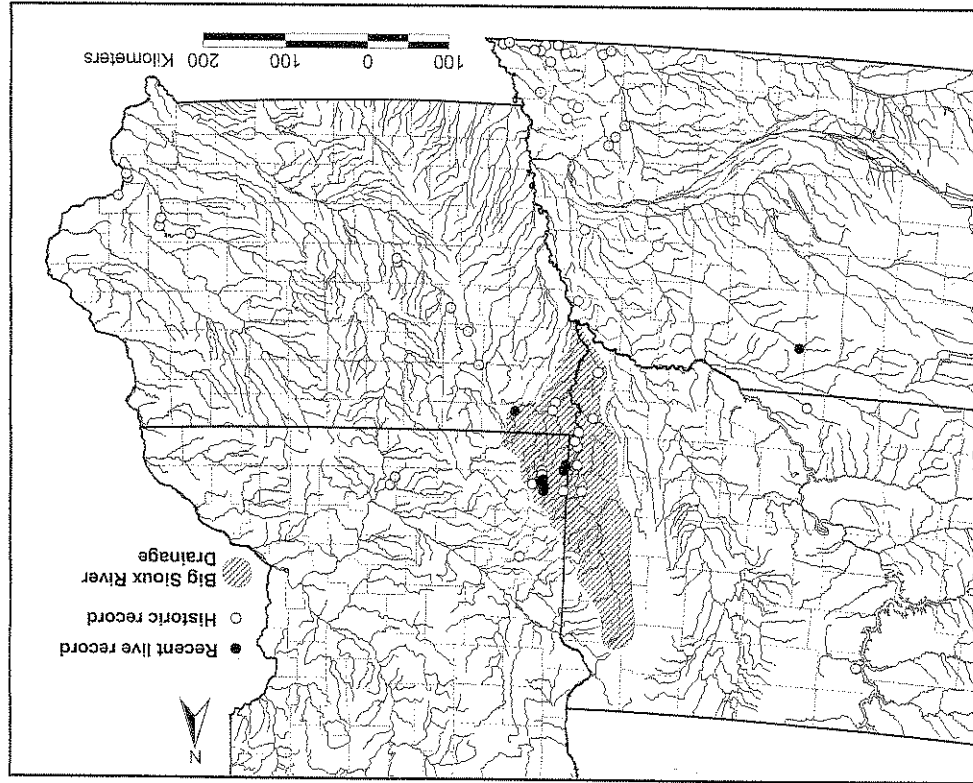 N
Recent live record
Historic record
Big Sioux River
Drainage
100 0 100 200
Kilometers